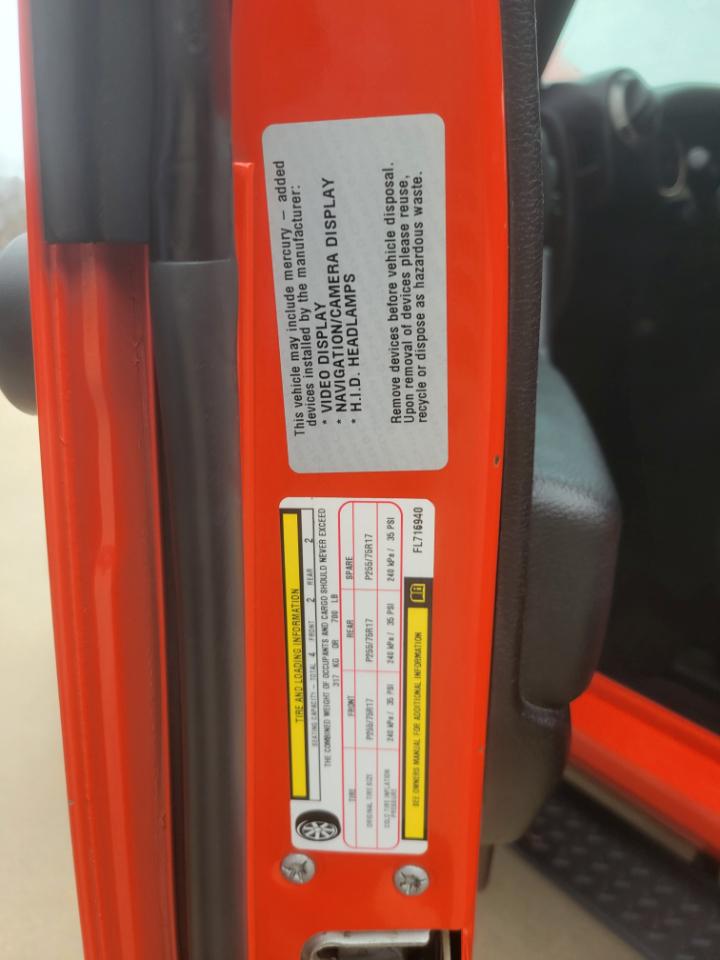 This vehicle may include mercury – added
devices installed by the manufacturer:
* VIDEO DISPLAY
* NAVIGATION/CAMERA DISPLAY
* H.I.D. HEADLAMPS
Remove devices before vehicle disposal.
Upon removal of devices please reuse,
recycle or dispose as hazardous waste.
TIRE AND LOADING INFORMATION
SEATING CAPACITY – TOTAL 4 FRONT 2 REAR 2
THE COMBINED WEIGHT OF OCCUPANTS AND CARGO SHOULD NEVER EXCEED
317 KG OR 700 LB
TIRE FRONT REAR SPARE
ORIGINAL TIRE SIZE P255/75R17 P255/75R17 P255/75R17
COLD TIRE INFLATION PRESSURE 240 kPa / 35 PSI 240 kPa / 35 PSI 240 kPa / 35 PSI
SEE OWNERS MANUAL FOR ADDITIONAL INFORMATION
FL716940